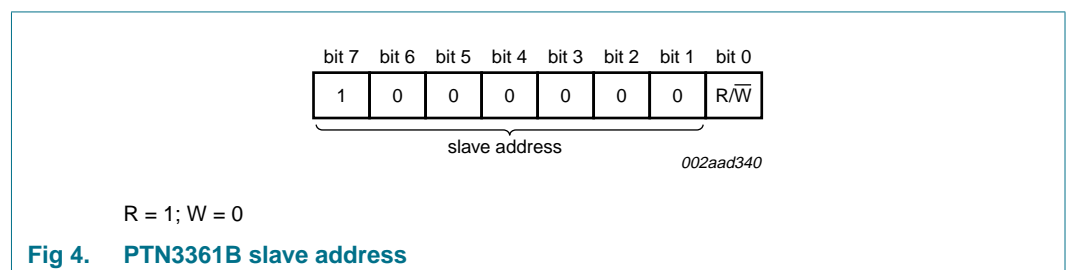 bit 7 bit 6 bit 5 bit 4 bit 3 bit 2 bit 1 bit 0
1 0 0 0 0 0 0 R/W̅
slave address
002aad340
R = 1; W = 0
Fig 4. PTN3361B slave address